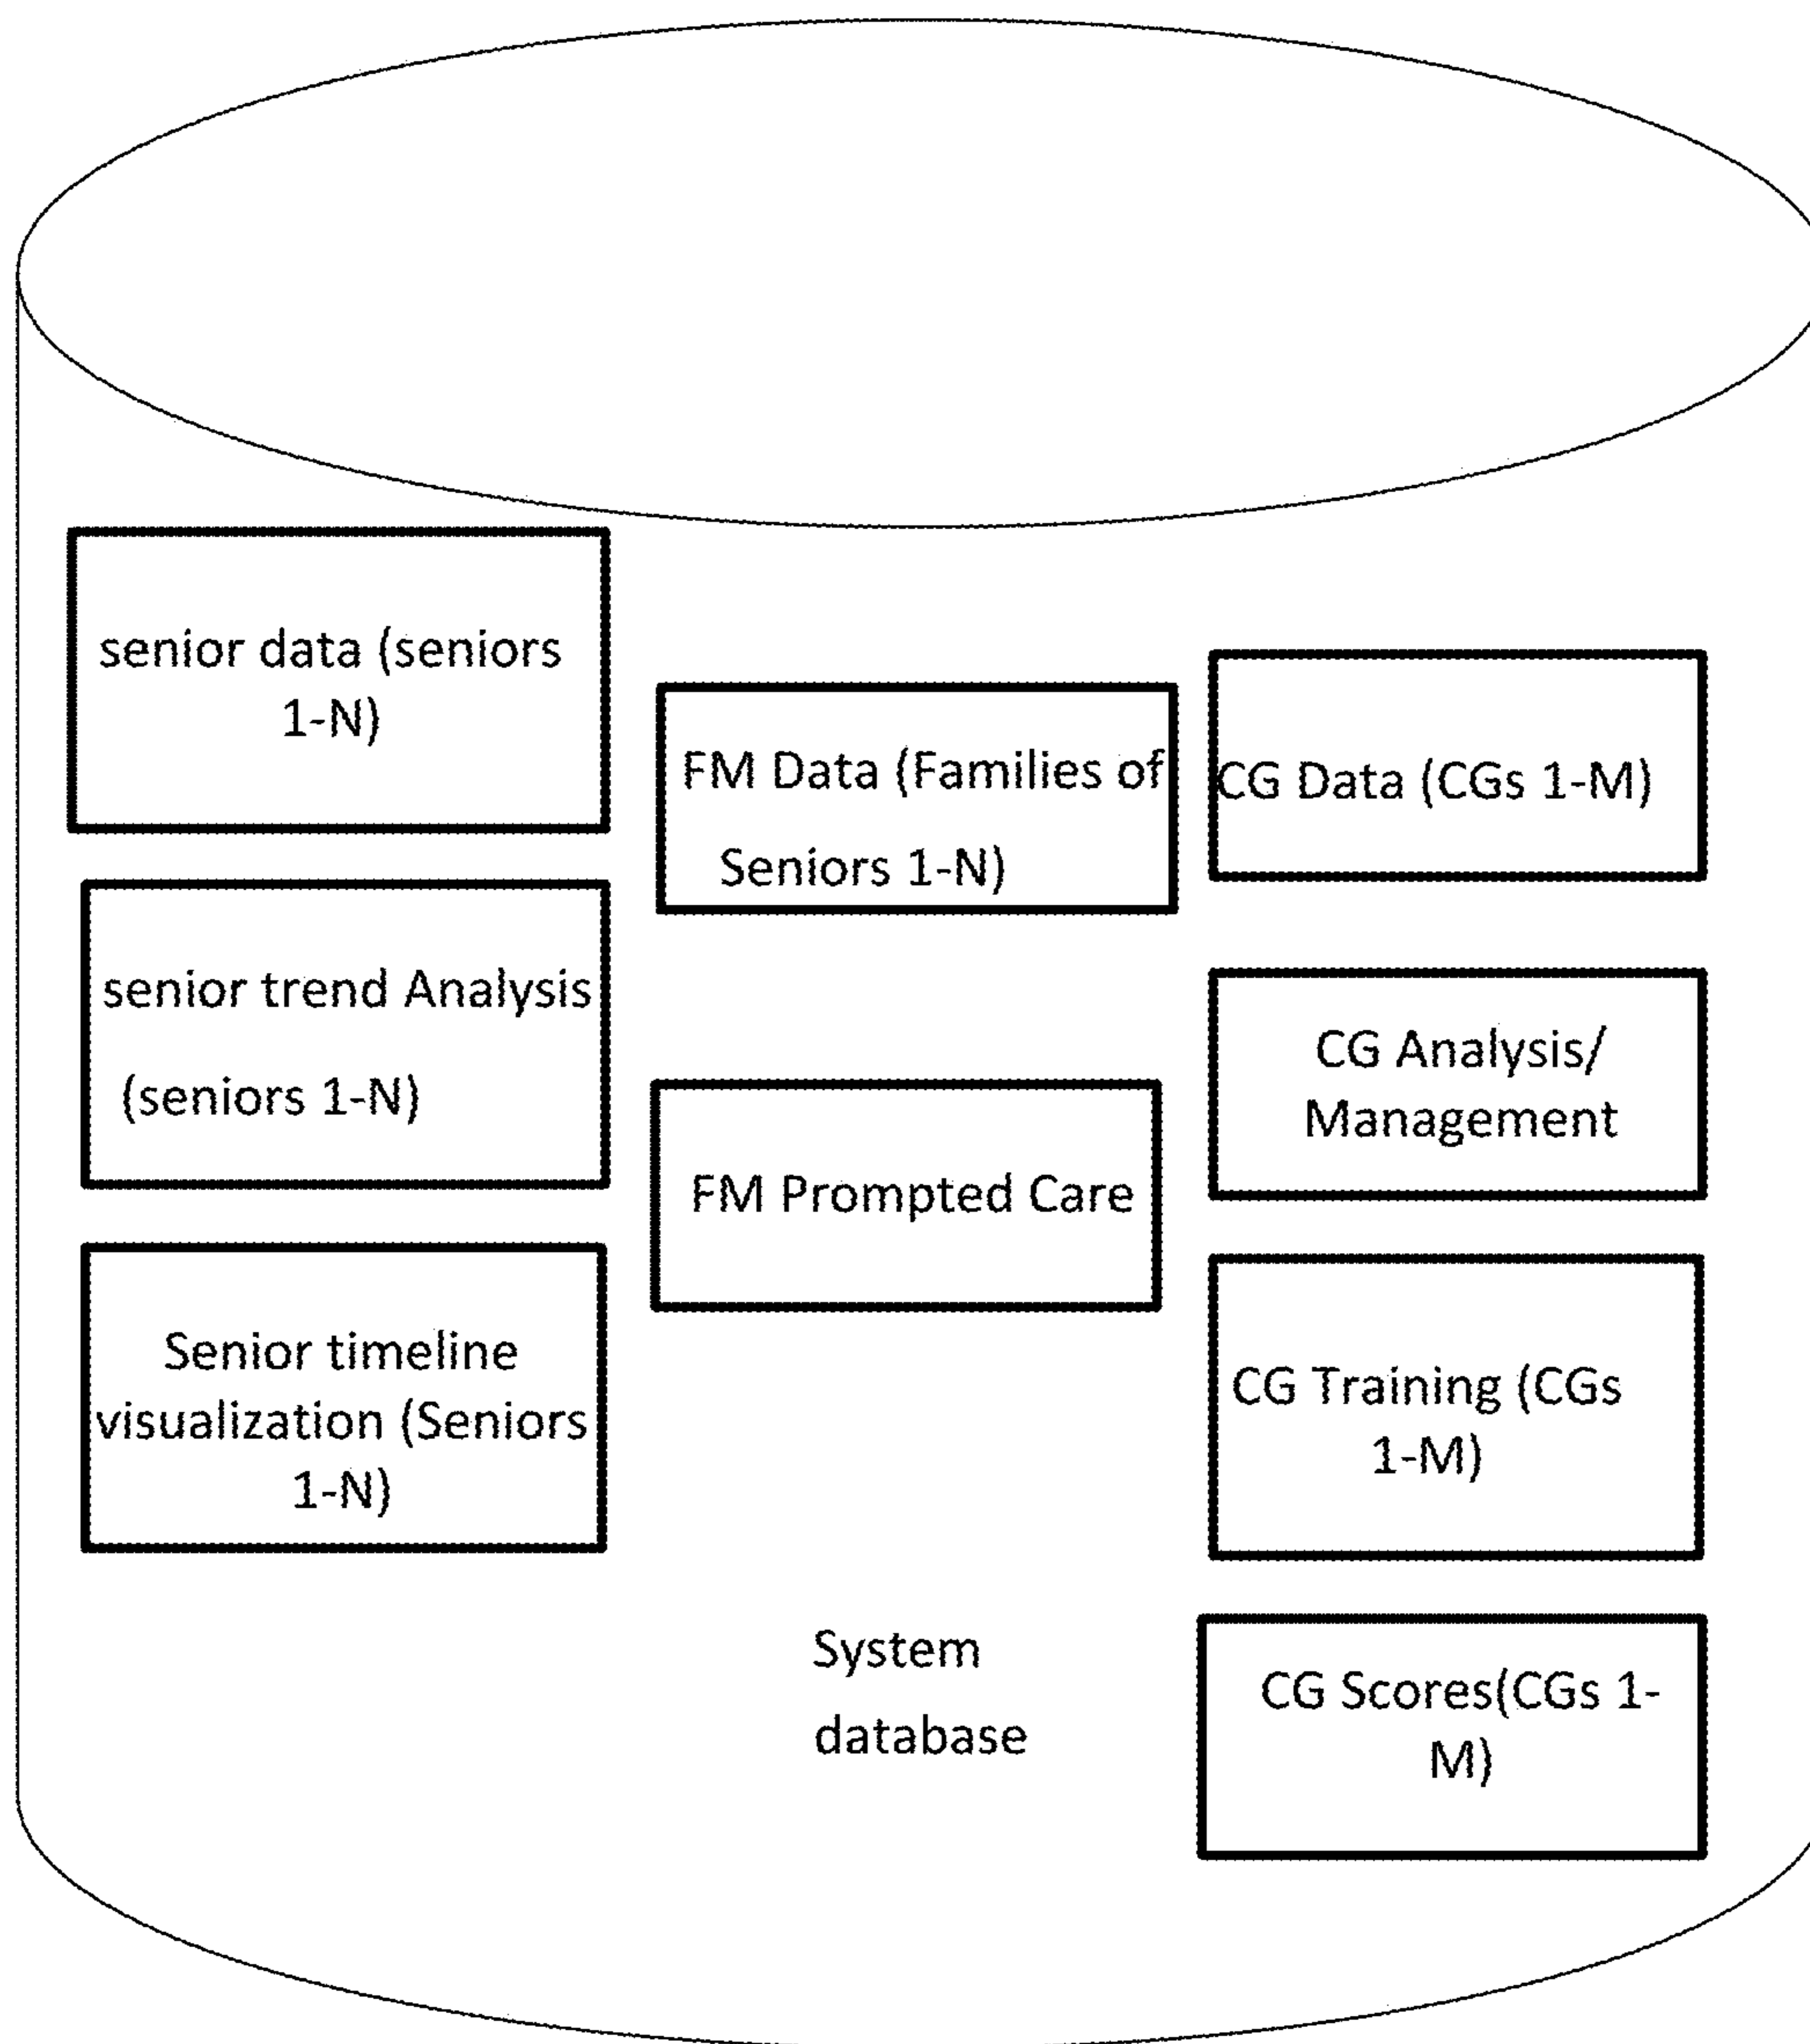 senior data (seniors
1-N)
senior trend Analysis
(seniors 1-N)
Senior timeline
visualization (Seniors
1-N)
FM Data (Families of
Seniors 1-N)
FM Prompted Care
System
database
CG Data (CGs 1-M)
CG Analysis/
Management
CG Training (CGs
1-M)
CG Scores(CGs 1-
M)